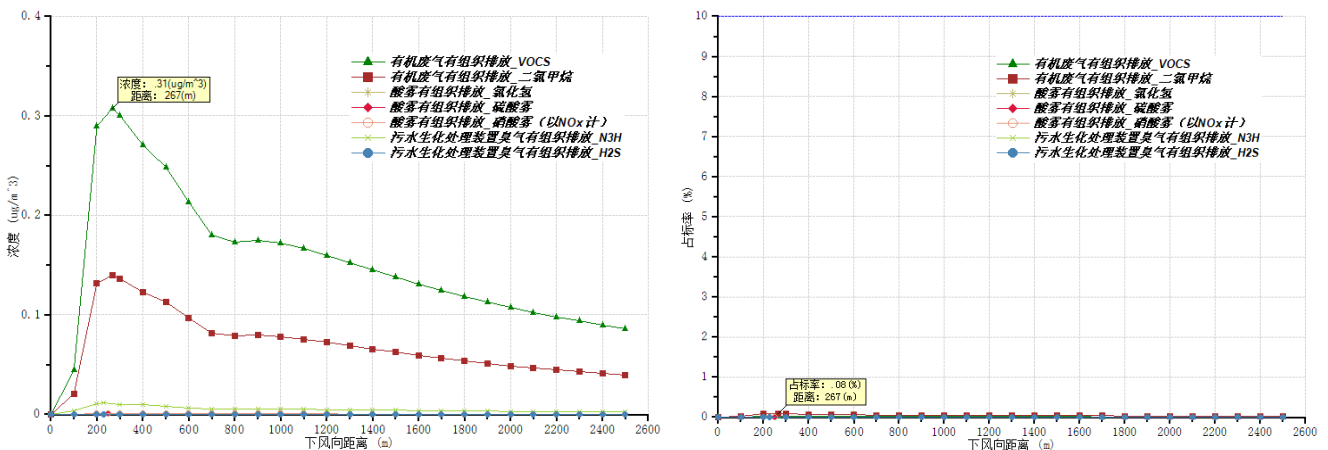 0.4
0.3
0.2
0.1
0
浓度 (ug/m^3)
0 200 400 600 800 1000 1200 1400 1600 1800 2000 2200 2400 2600
下风向距离 (m)
浓度: .31(ug/m^3)
距离: 267(m)
有机废气有组织排放_VOCS
有机废气有组织排放_二氯甲烷
酸雾有组织排放_氯化氢
酸雾有组织排放_硫酸雾
酸雾有组织排放_硝酸雾（以NOx计）
污水生化处理装置臭气有组织排放_N3H
污水生化处理装置臭气有组织排放_H2S
10
9
8
7
6
5
4
3
2
1
0
占标率 (%)
0 200 400 600 800 1000 1200 1400 1600 1800 2000 2200 2400 2600
下风向距离 (m)
占标率: .08(%)
距离: 267(m)
有机废气有组织排放_VOCS
有机废气有组织排放_二氯甲烷
酸雾有组织排放_氯化氢
酸雾有组织排放_硫酸雾
酸雾有组织排放_硝酸雾（以NOx计）
污水生化处理装置臭气有组织排放_N3H
污水生化处理装置臭气有组织排放_H2S